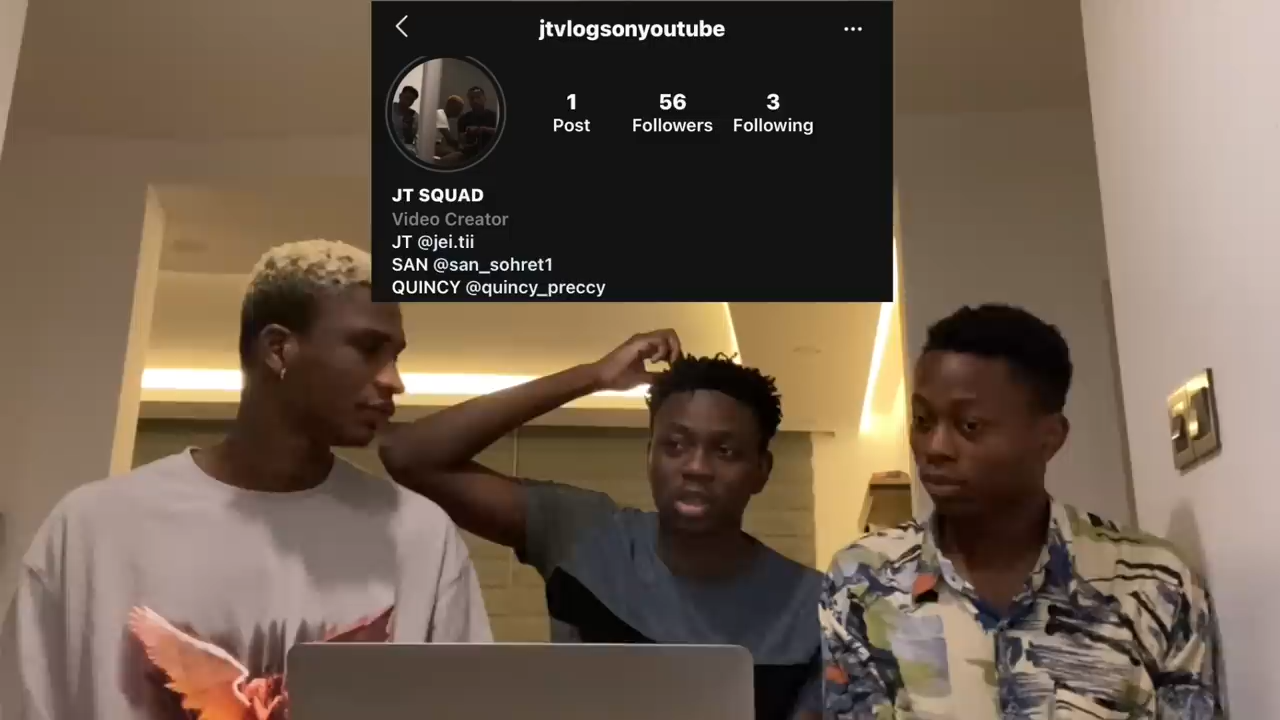 jtvlogsonyoutube
1 56 3
Post Followers Following
JT SQUAD
Video Creator
JT @jei.tii
SAN @san_sohret1
QUINCY @quincy_preccy